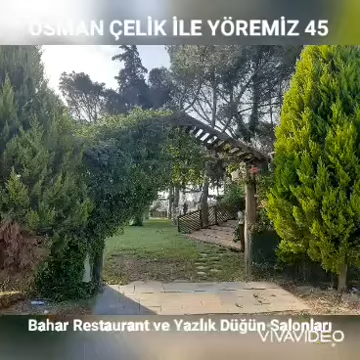 OSMAN ÇELİK İLE YÖREMİZ 45
Bahar Restaurant ve Yazlık Düğün Salonları
VIVAVIDEO